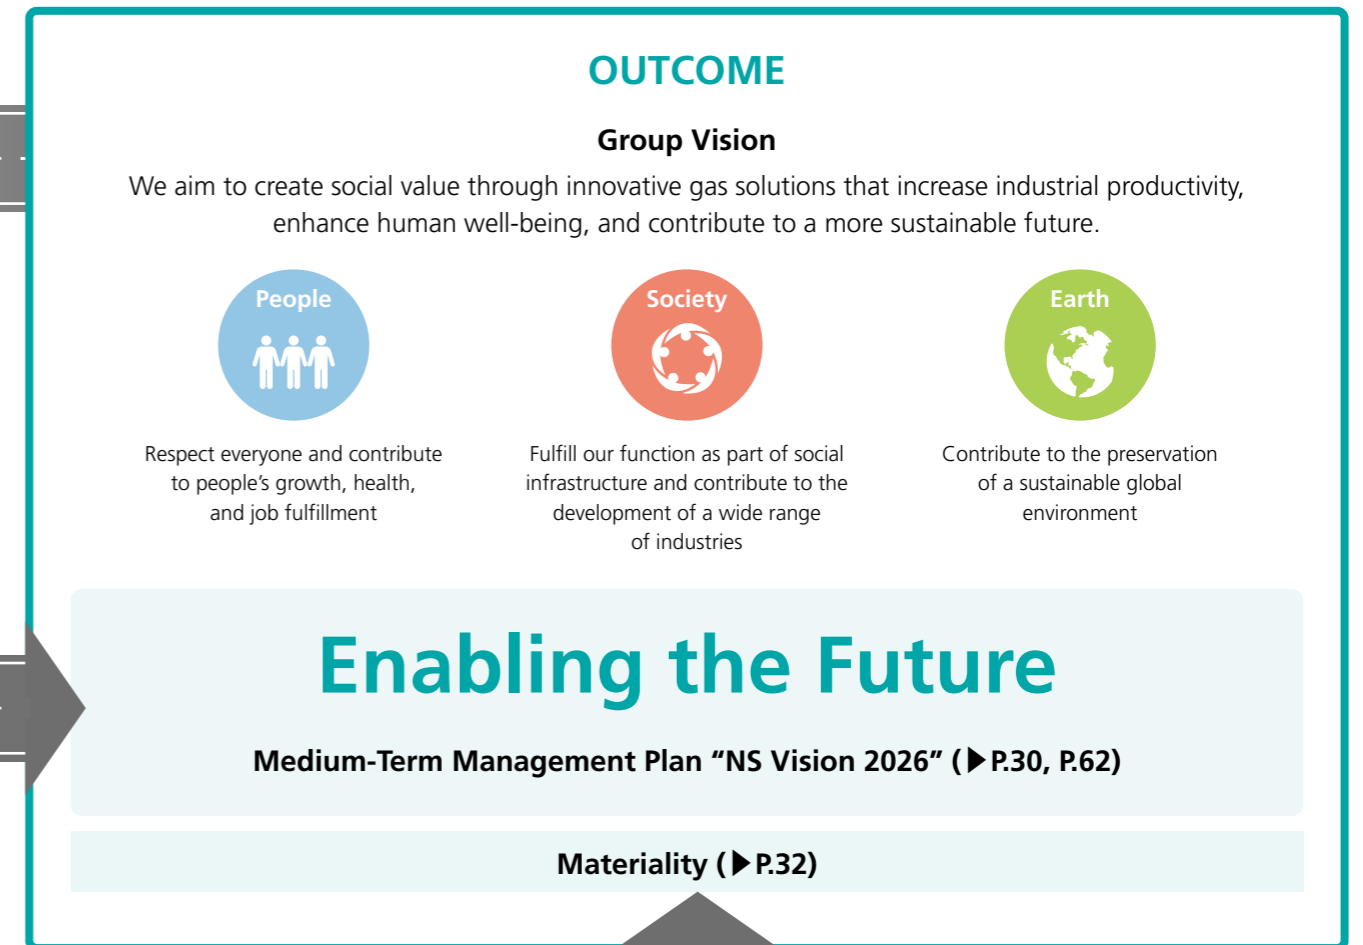 OUTCOME
Group Vision
We aim to create social value through innovative gas solutions that increase industrial productivity,
enhance human well-being, and contribute to a more sustainable future.
People
Respect everyone and contribute
to people’s growth, health,
and job fulfillment
Society
Fulfill our function as part of social
infrastructure and contribute to the
development of a wide range
of industries
Earth
Contribute to the preservation
of a sustainable global
environment
Enabling the Future
Medium-Term Management Plan “NS Vision 2026” (▶P.30, P.62)
Materiality (▶P.32)